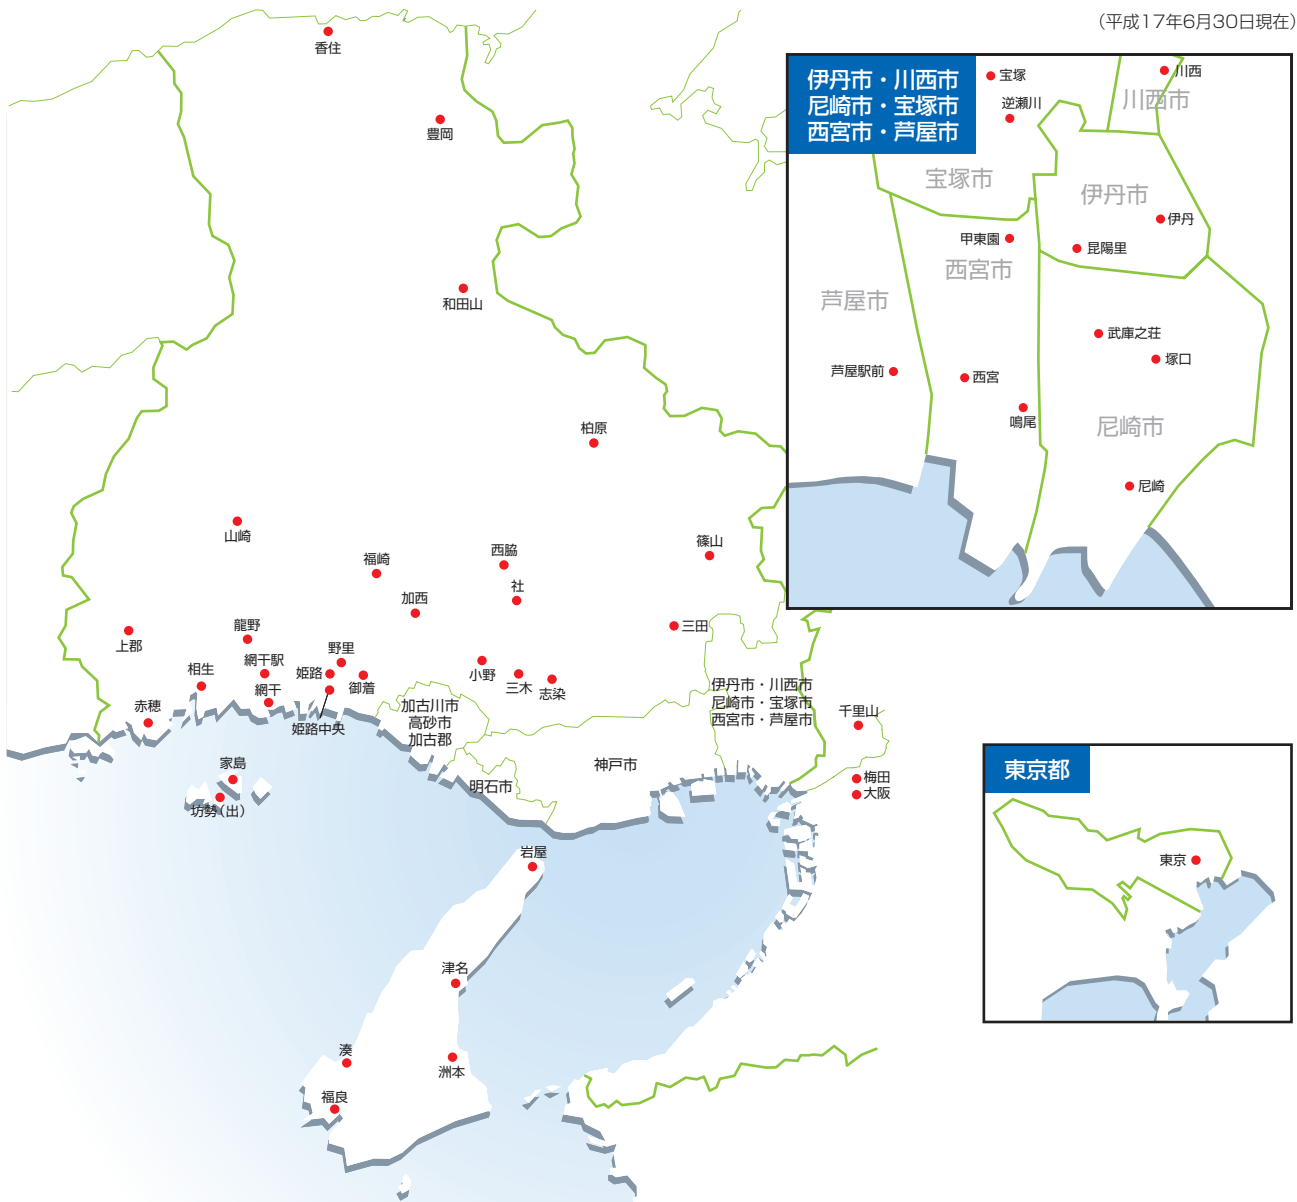 (平成17年6月30日現在)
香住
豊岡
和田山
柏原
山崎
福崎
西脇
篠山
社
加西
上郡
龍野
三田
野里
網干駅
姫路
相生
御着
小野
三木
志染
網干
赤穂
姫路中央
加古川市
高砂市
加古郡
伊丹市・川西市
尼崎市・宝塚市
西宮市・芦屋市
千里山
神戸市
明石市
梅田
大阪
家島
坊勢(出)
岩屋
津名
湊
洲本
福良
伊丹市・川西市
尼崎市・宝塚市
西宮市・芦屋市
宝塚
川西
川西市
逆瀬川
宝塚市
伊丹市
伊丹
甲東園
昆陽里
西宮市
芦屋市
武庫之荘
塚口
芦屋駅前
西宮
鳴尾
尼崎市
尼崎
東京都
東京